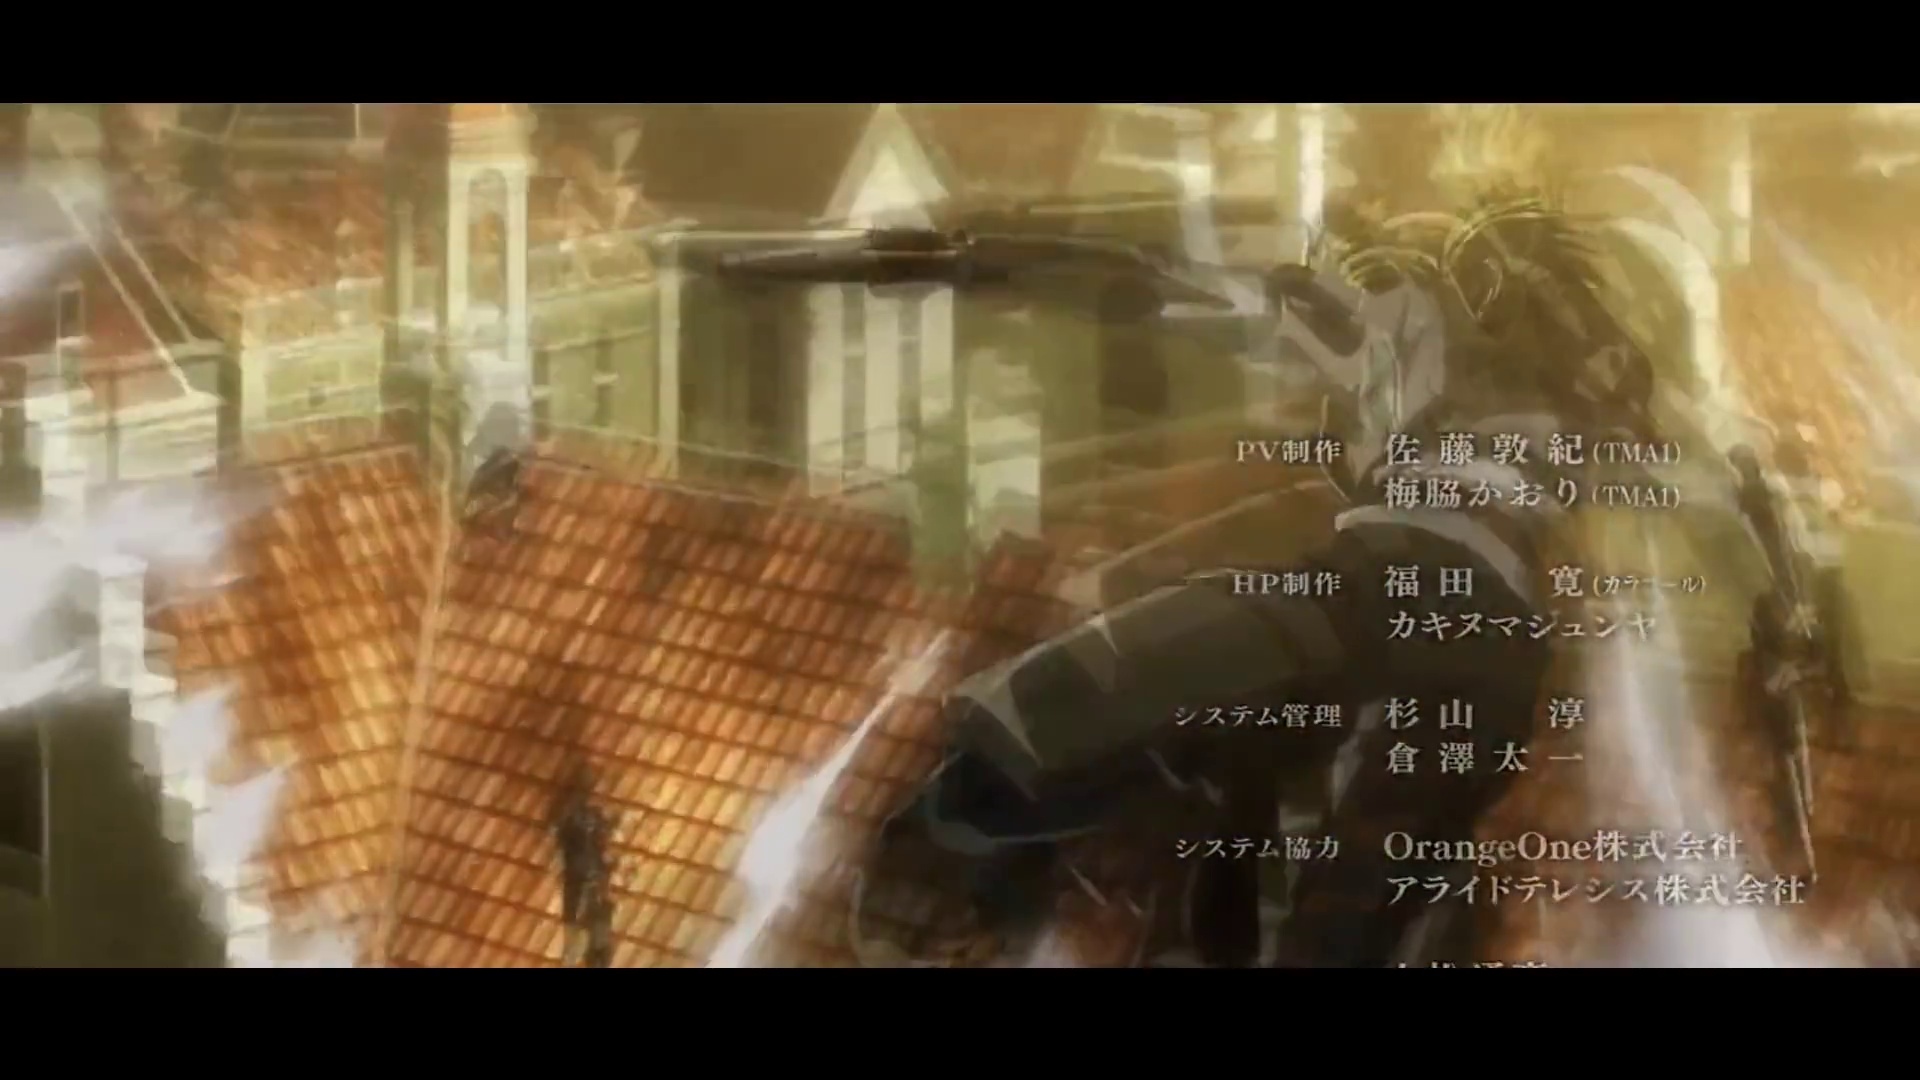 PV制作 佐藤敦紀(TMA1)
梅脇かおり(TMA1)
HP制作 福田 寛(カラコール)
カキヌマジュンヤ
システム管理 杉山 淳
倉澤太一
システム協力 OrangeOne株式会社
アライドテレシス株式会社